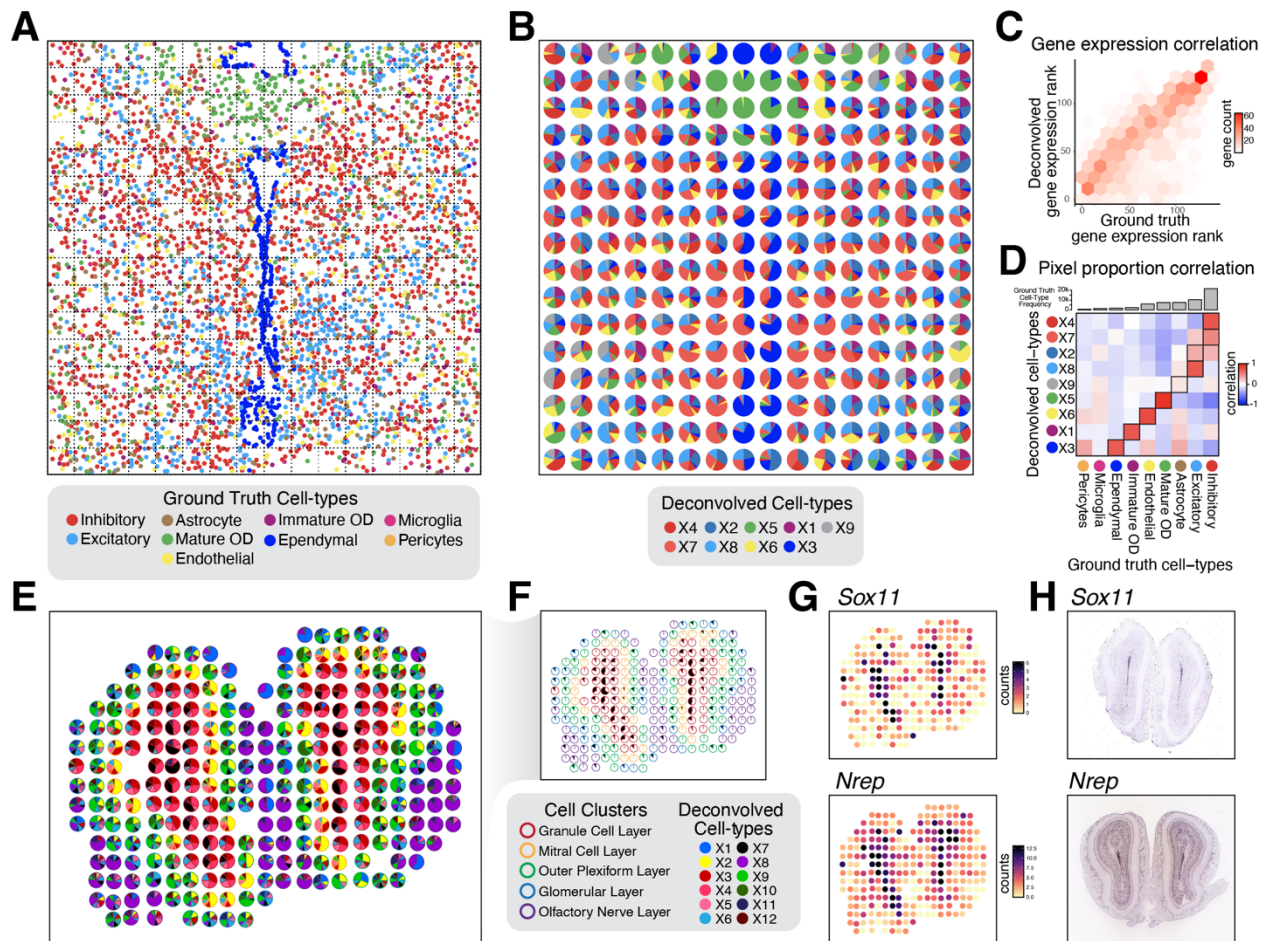 A
B
C
Gene expression correlation
Deconvolved
gene expression rank
100
50
0
0
50
100
Ground truth
gene expression rank
gene count
60
40
20
D
Pixel proportion correlation
Ground Truth
Cell-Type
Frequency
20k
10k
0
Deconvolved cell-types
X4
X7
X2
X8
X9
X5
X6
X1
X3
correlation
1
0
-1
Pericytes
Microglia
Ependymal
Immature OD
Endothelial
Mature OD
Astrocyte
Excitatory
Inhibitory
Ground truth cell-types
Ground Truth Cell-types
Inhibitory
Astrocyte
Immature OD
Microglia
Excitatory
Mature OD
Ependymal
Pericytes
Endothelial
Deconvolved Cell-types
X4
X2
X5
X1
X9
X7
X8
X6
X3
E
F
Cell Clusters
Granule Cell Layer
Mitral Cell Layer
Outer Plexiform Layer
Glomerular Layer
Olfactory Nerve Layer
Deconvolved
Cell-types
X1
X7
X2
X8
X3
X9
X4
X10
X5
X11
X6
X12
G
Sox11
counts
6
5
4
3
2
1
0
Nrep
counts
12.5
10.0
7.5
5.0
2.5
0.0
H
Sox11
Nrep